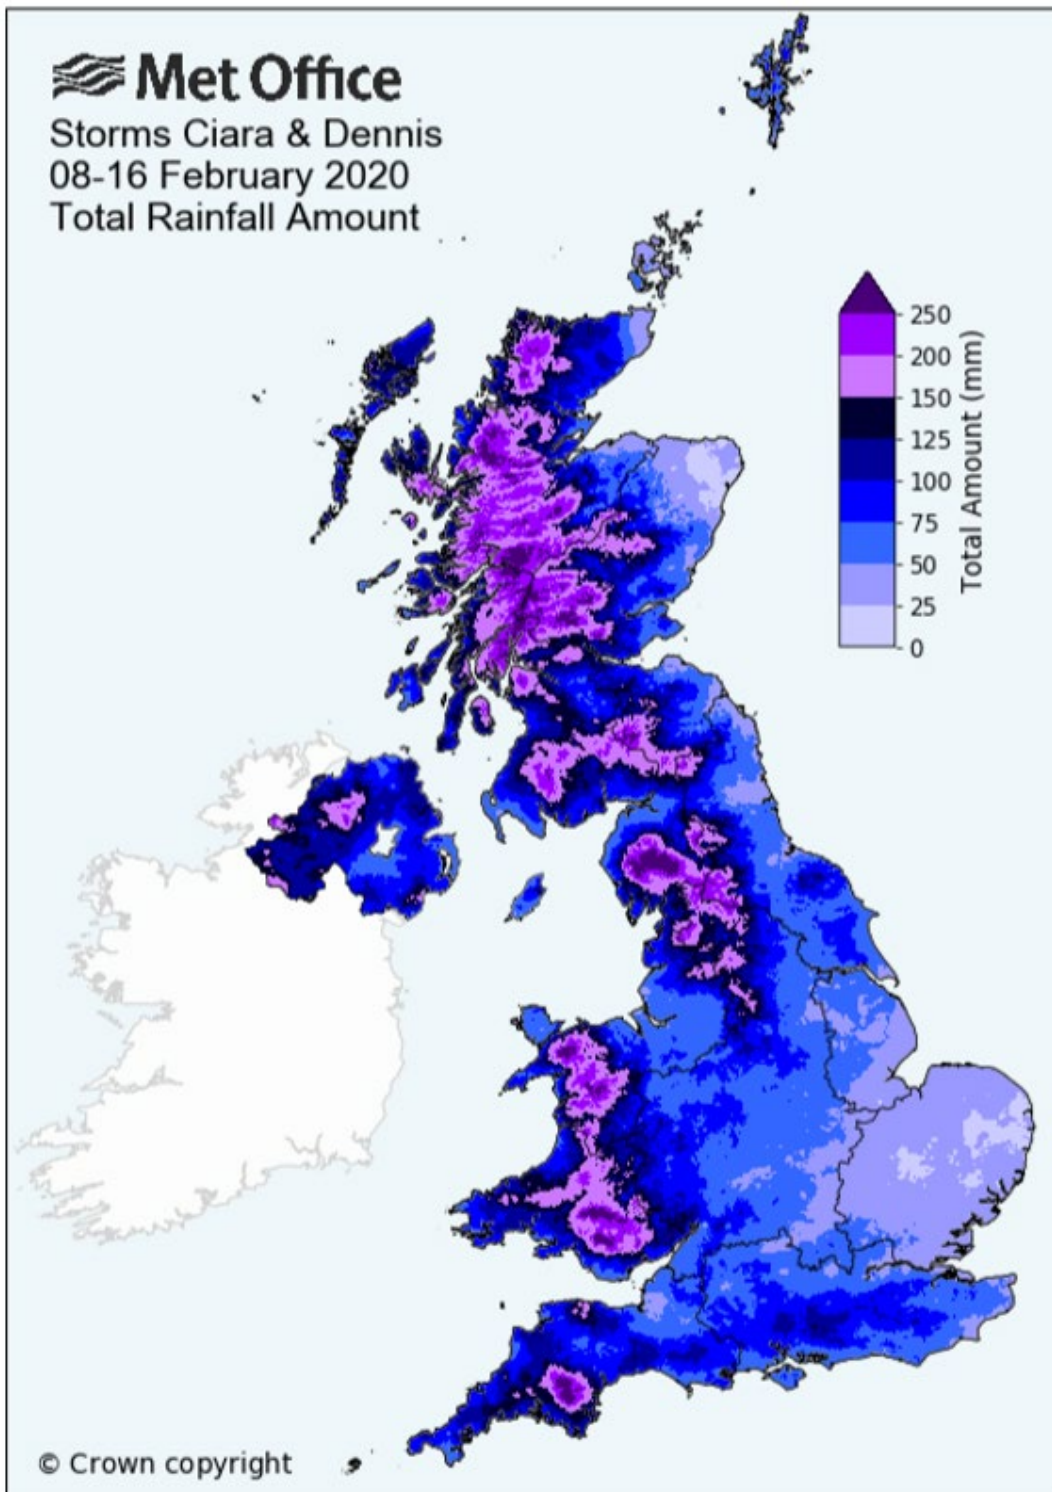 Met Office
Storms Ciara & Dennis
08-16 February 2020
Total Rainfall Amount
250
200
150
125
100
75
50
25
0
Total Amount (mm)
© Crown copyright